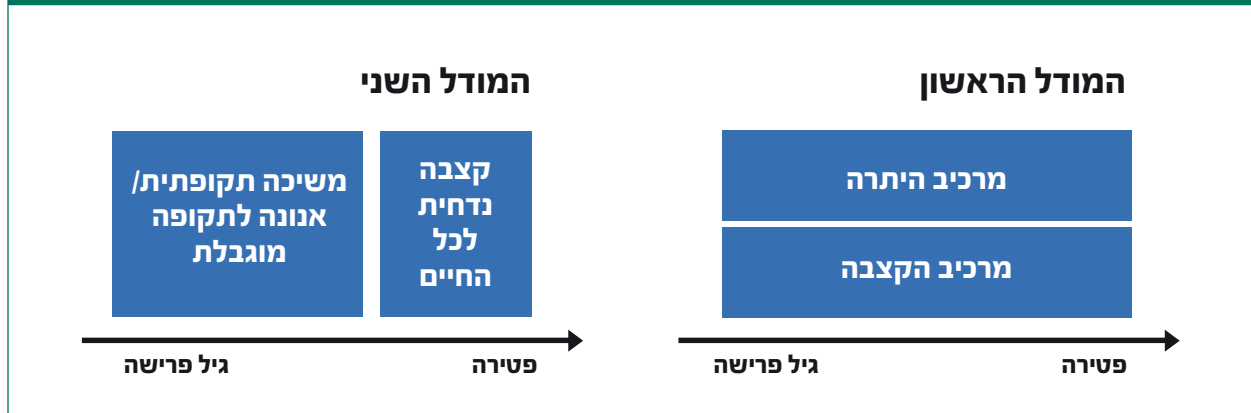 המודל הראשון
מרכיב היתרה
מרכיב הקצבה
גיל פרישה
פטירה
המודל השני
משיכה תקופתית/
אנונה לתקופה
מוגבלת
קצבה
נדחית
לכל
החיים
גיל פרישה
פטירה